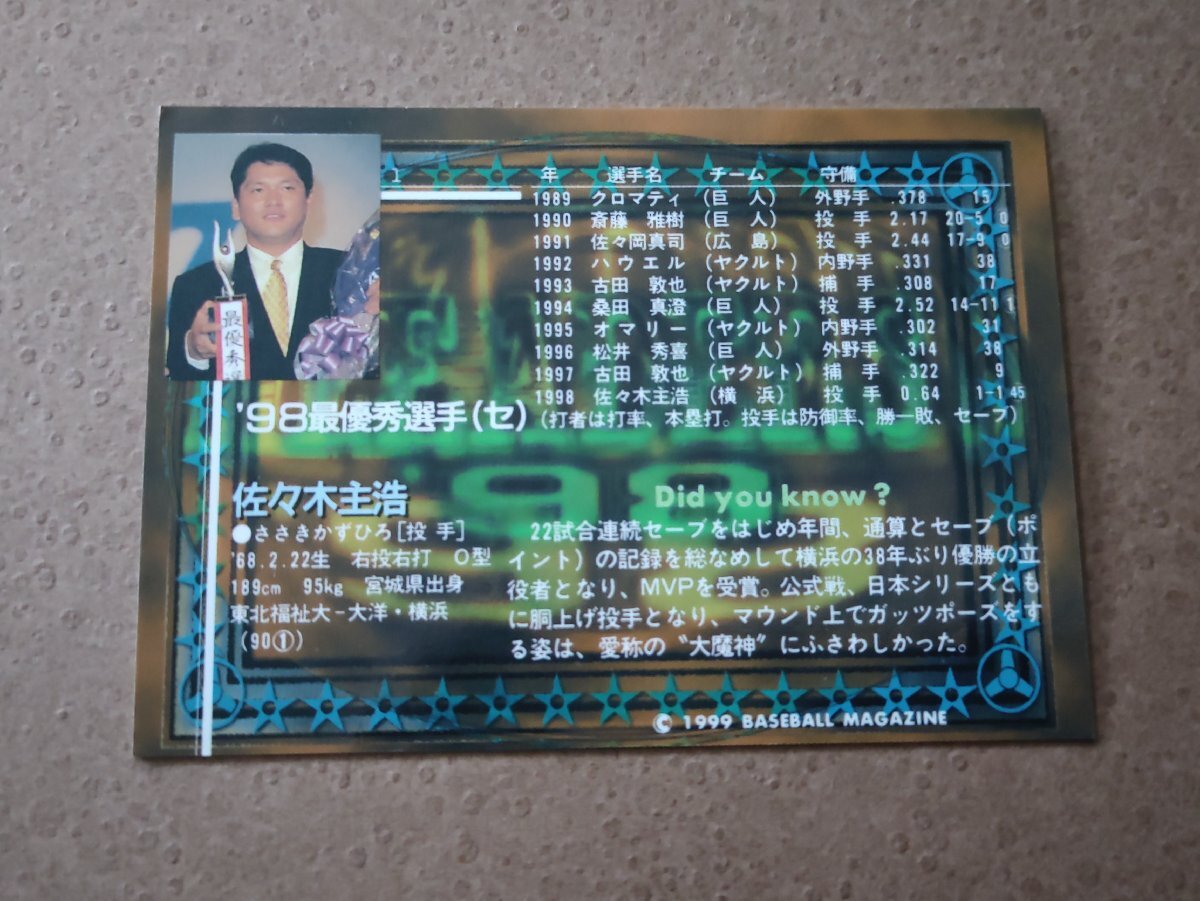 1
年 選手名 チーム 守備
1989 クロマティ (巨 人) 外野手 .378 15
1990 斎藤 雅樹 (巨 人) 投 手 2.17 20-5 0
1991 佐々岡真司 (広 島) 投 手 2.44 17-9 0
1992 ハウエル (ヤクルト) 内野手 .331 38
1993 古田 敦也 (ヤクルト) 捕 手 .308 17
1994 桑田 真澄 (巨 人) 投 手 2.52 14-11 1
1995 オマリー (ヤクルト) 内野手 .302 31
1996 松井 秀喜 (巨 人) 外野手 .314 38
1997 古田 敦也 (ヤクルト) 捕 手 .322 9
1998 佐々木主浩 (横 浜) 投 手 0.64 1-1 45
(打者は打率、本塁打。投手は防御率、勝ー敗、セーブ)
最優秀
'98最優秀選手(セ)
佐々木主浩
●ささきかずひろ[投 手]
'68.2.22生 右投右打 O型
189cm 95kg 宮城県出身
東北福祉大-大洋・横浜
(90①)
'98
Did you know?
22試合連続セーブをはじめ年間、通算とセーブ(ポ
イント)の記録を総なめして横浜の38年ぶり優勝の立
役者となり、MVPを受賞。公式戦、日本シリーズとも
に胴上げ投手となり、マウンド上でガッツポーズをす
る姿は、愛称の〝大魔神〟にふさわしかった。
© 1999 BASEBALL MAGAZINE